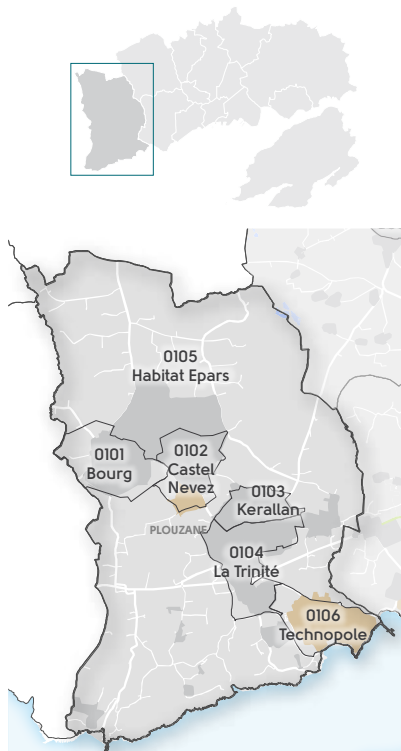 0105
Habitat Epars
0101
Bourg
0102
Castel
Nevez
0103
Kerallan
PLOUZANE
0104
La Trinité
0106
Technopole